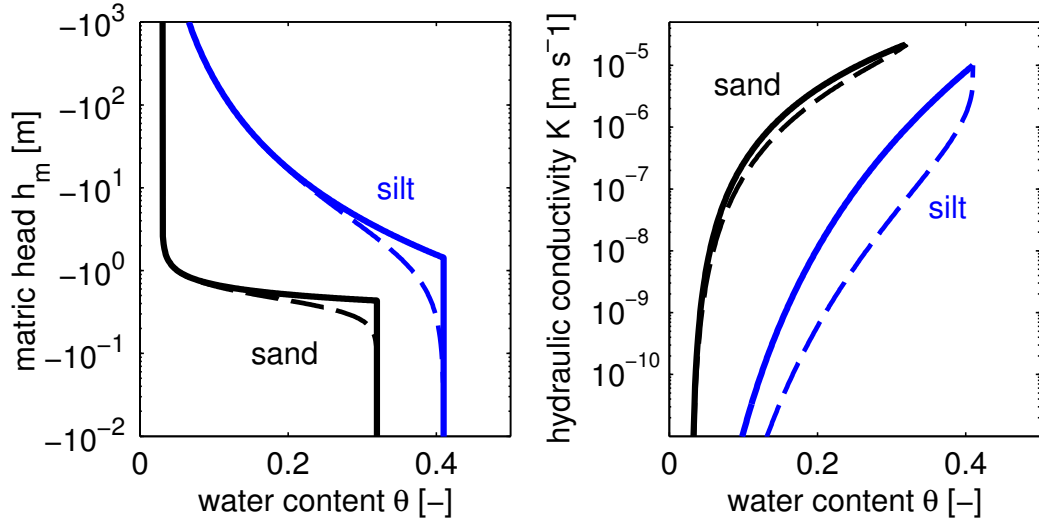 matric head h_m [m]
−10³
−10²
−10¹
−10⁰
−10⁻¹
−10⁻²
silt
sand
0
0.2
0.4
water content θ [−]
hydraulic conductivity K [m s⁻1]
10⁻⁵
10⁻⁶
10⁻⁷
10⁻⁸
10⁻⁹
10⁻¹⁰
sand
silt
0
0.2
0.4
water content θ [−]